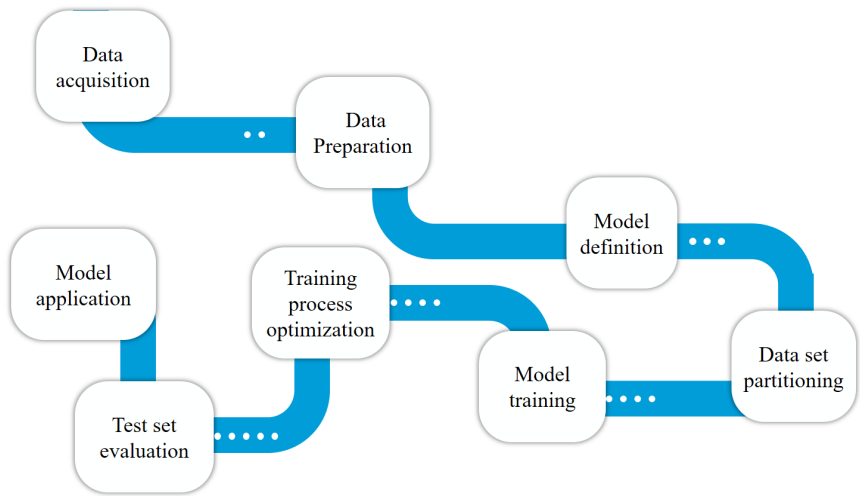 Data
acquisition
Data
Preparation
Model
definition
Data set
partitioning
Model
training
Training
process
optimization
Test set
evaluation
Model
application